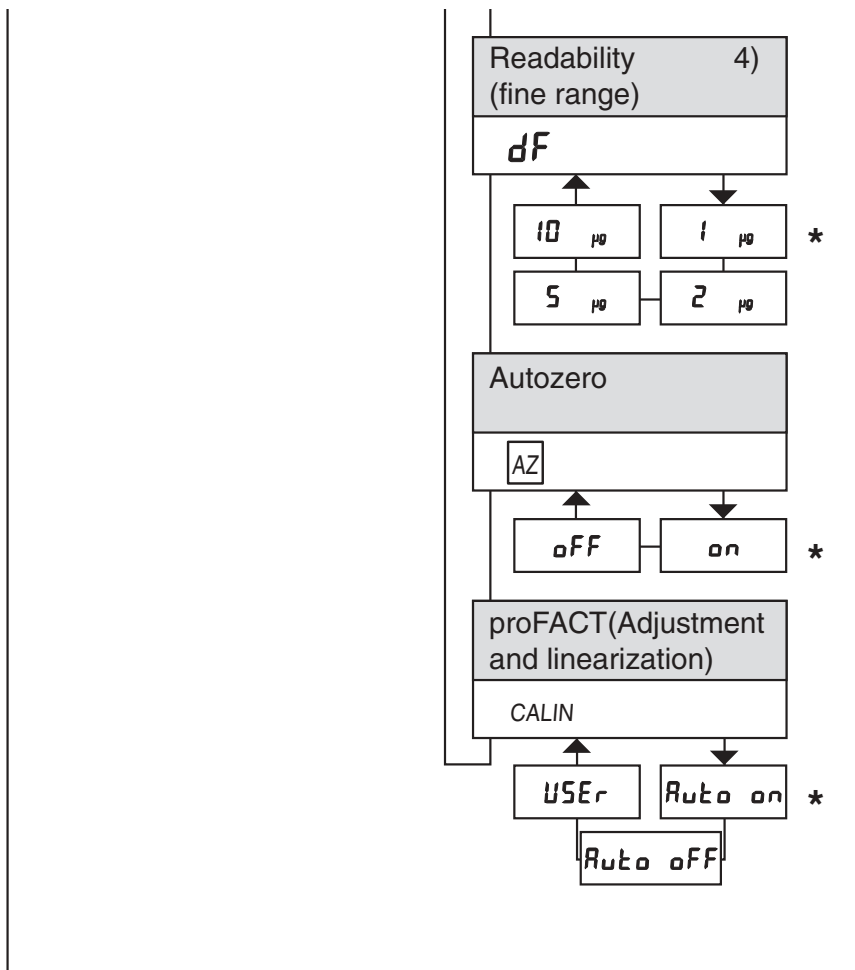 Readability 4)
(fine range)
dF
10 µg 1 µg *
5 µg 2 µg
Autozero
AZ
oFF on *
proFACT(Adjustment
and linearization)
CALIN
USEr Auto on *
Auto oFF